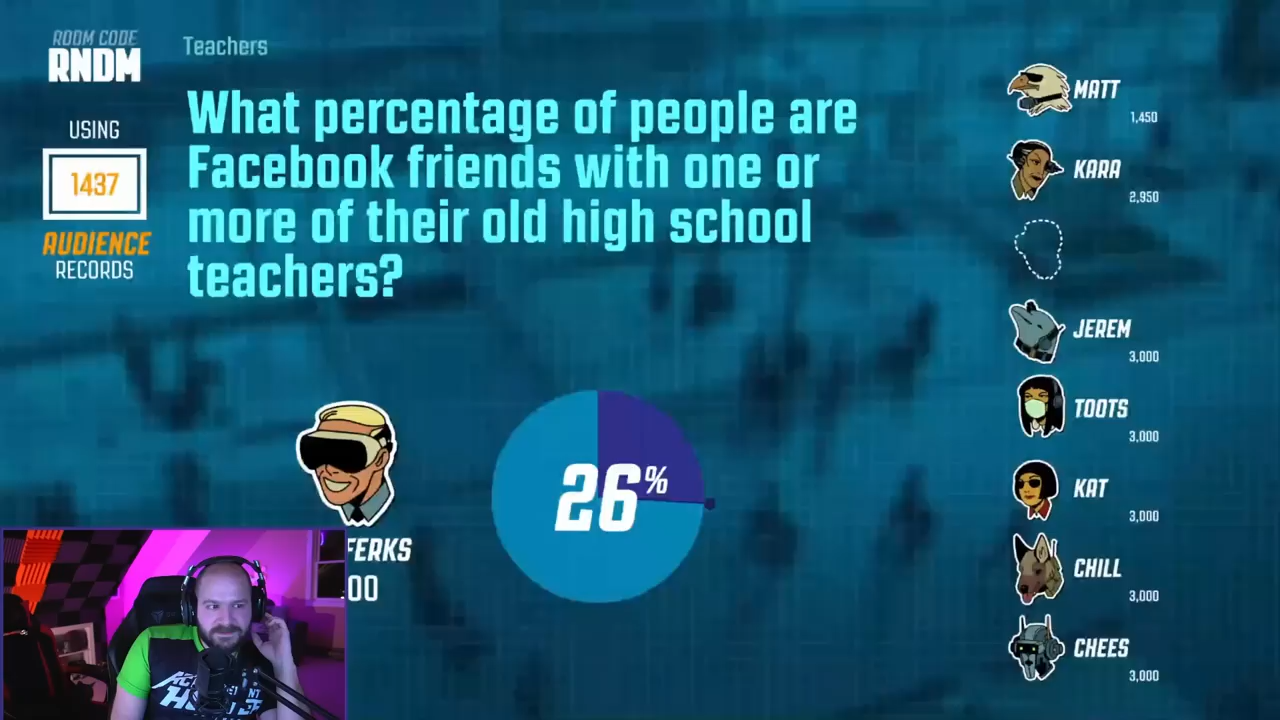 ROOM CODE
RNDM
USING
1437
AUDIENCE
RECORDS
Teachers
What percentage of people are
Facebook friends with one or
more of their old high school
teachers?
26%
FERKS
00
MATT
1,450
KARA
2,950
JEREM
3,000
TOOTS
3,000
KAT
3,000
CHILL
3,000
CHEES
3,000